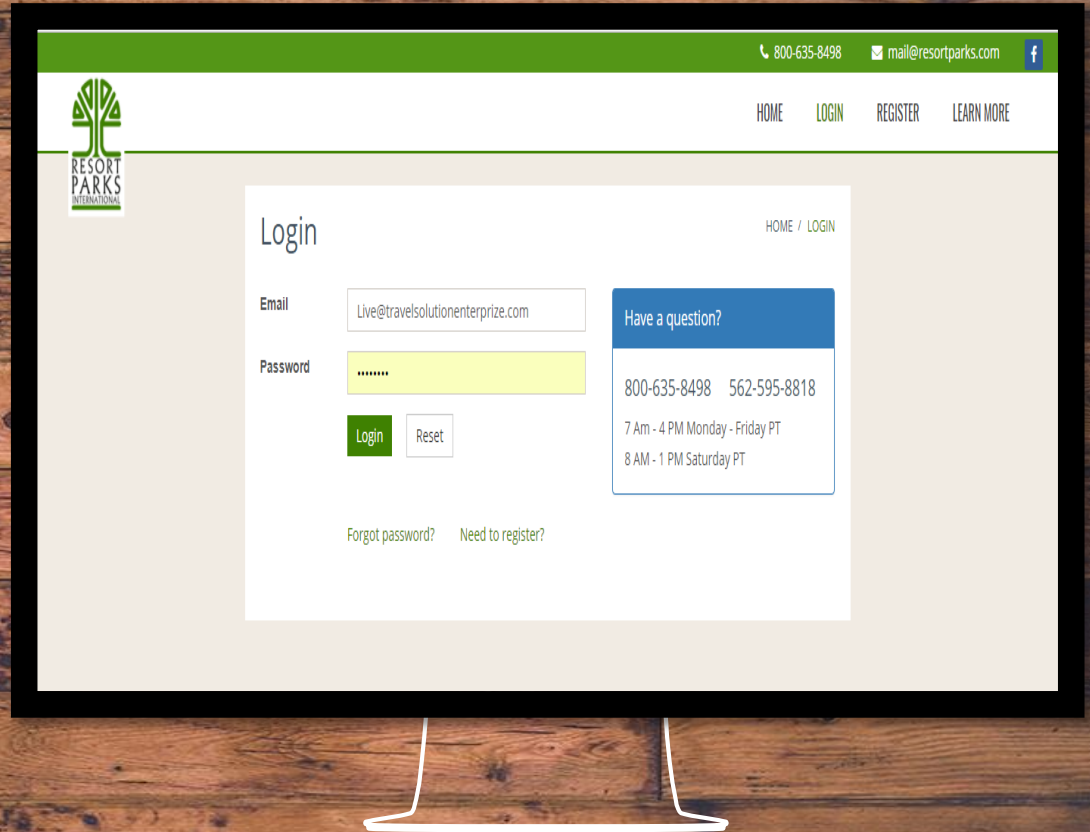 800-635-8498 mail@resortparks.com f
HOME LOGIN REGISTER LEARN MORE
RESORT
PARKS
INTERNATIONAL
Login
HOME / LOGIN
Email
Live@travelsolutionenterprize.com
Password
••••••••
Login Reset
Forgot password? Need to register?
Have a question?
800-635-8498 562-595-8818
7 Am - 4 PM Monday - Friday PT
8 AM - 1 PM Saturday PT